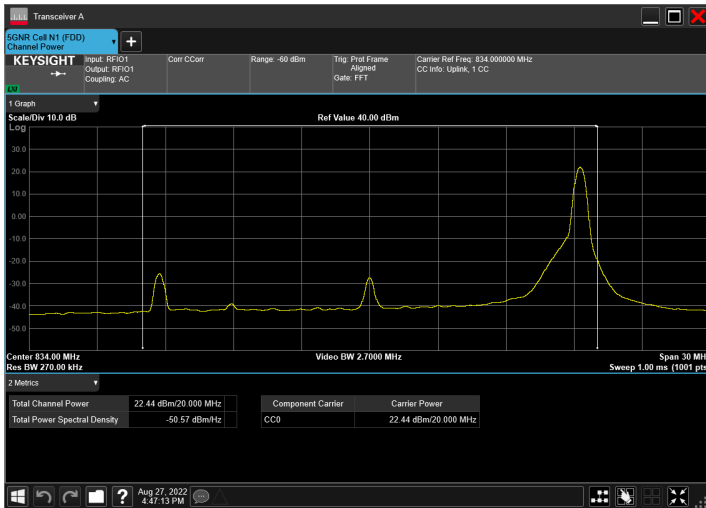 Transceiver A
5GNR Cell N1 (FDD)
Channel Power
KEYSIGHT
LXI
Input: RFIO1
Output: RFIO1
Coupling: AC
Corr CCorr
Range: -60 dBm
Trig: Prot Frame
Aligned
Gate: FFT
Carrier Ref Freq: 834.000000 MHz
CC Info: Uplink, 1 CC
1 Graph
Scale/Div 10.0 dB
Ref Value 40.00 dBm
Log
30.0
20.0
10.0
0.00
-10.0
-20.0
-30.0
-40.0
-50.0
Center 834.00 MHz
Video BW 2.7000 MHz
Span 30 MH
Res BW 270.00 kHz
Sweep 1.00 ms (1001 pts
2 Metrics
Total Channel Power 22.44 dBm/20.000 MHz
Total Power Spectral Density -50.57 dBm/Hz
Component Carrier Carrier Power
CC0 22.44 dBm/20.000 MHz
?
Aug 27, 2022
4:47:13 PM